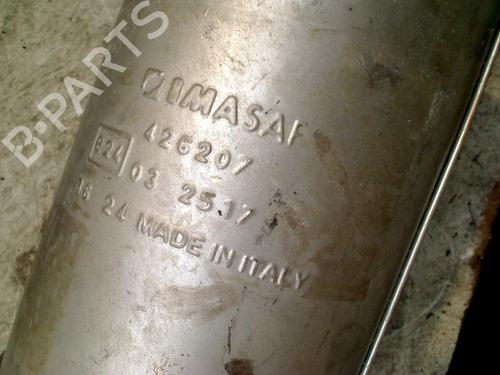 B-PARTS
IMASAF
426207
e24 03 2517
16 24 MADE IN ITALY